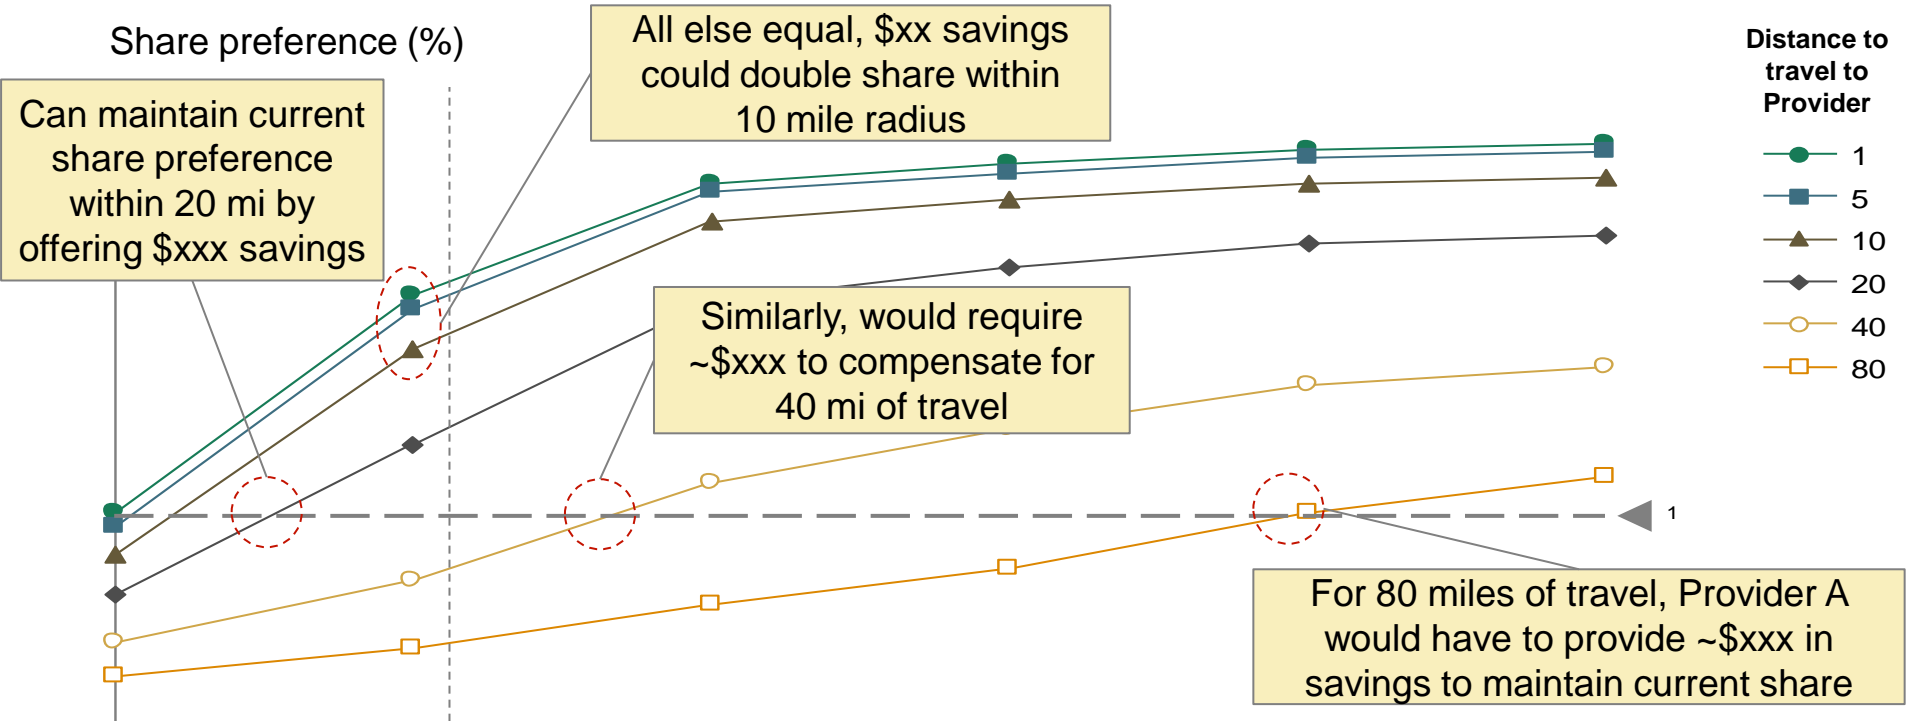 Share preference (%)
Can maintain current
share preference
within 20 mi by
offering $xxx savings
All else equal, $xx savings
could double share within
10 mile radius
Similarly, would require
~$xxx to compensate for
40 mi of travel
For 80 miles of travel, Provider A
would have to provide ~$xxx in
savings to maintain current share
1
Distance to
travel to
Provider
1
5
10
20
40
80